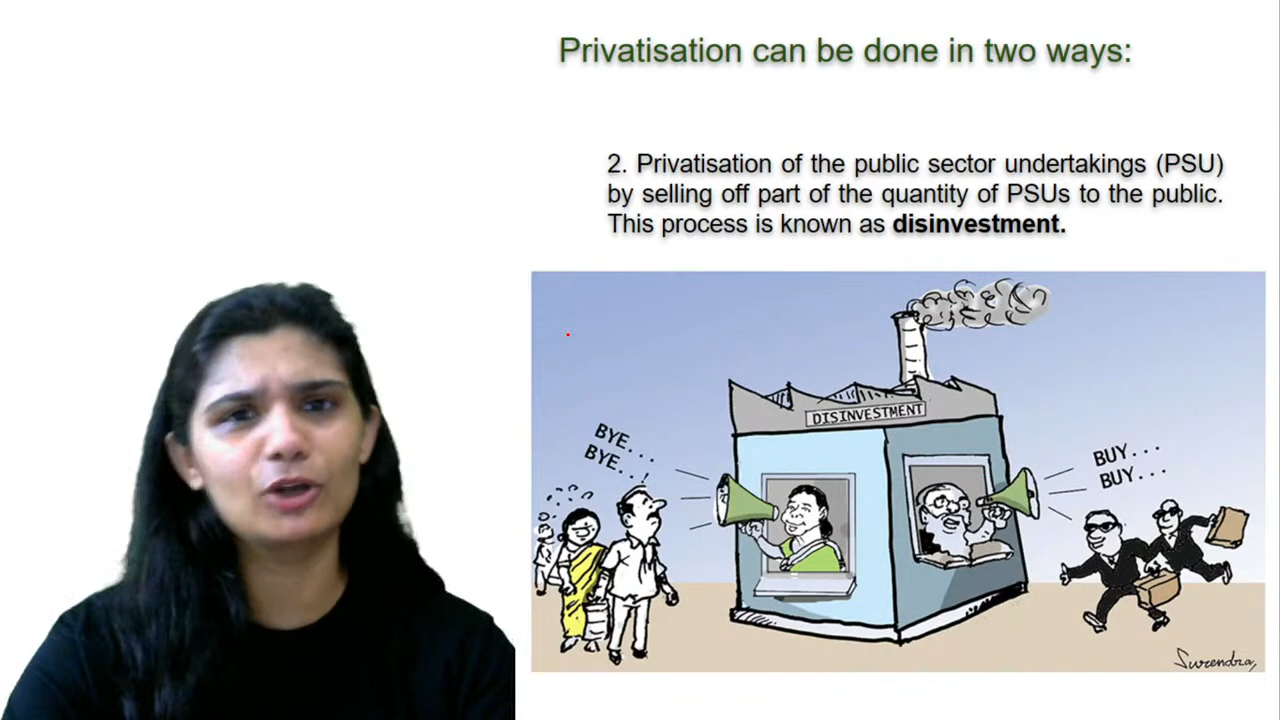 Privatisation can be done in two ways:
2. Privatisation of the public sector undertakings (PSU)
by selling off part of the quantity of PSUs to the public.
This process is known as disinvestment.
DISINVESTMENT
BYE...
BYE...!
BUY...
BUY...
Surendra,